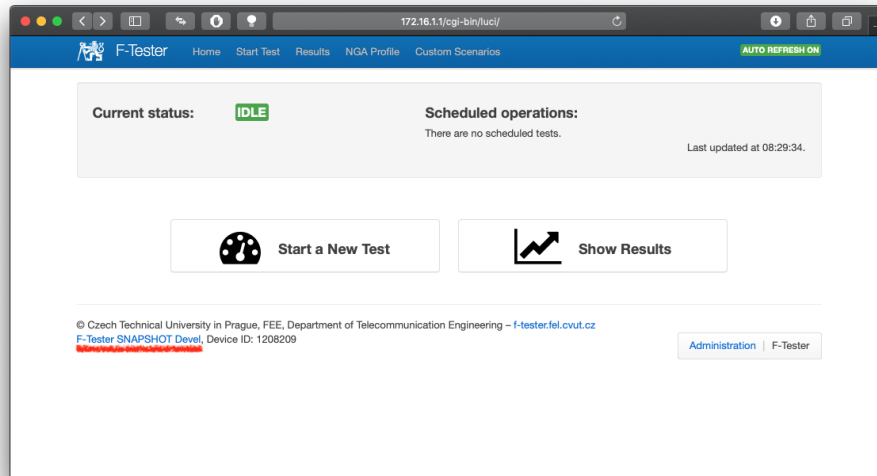 172.16.1.1/cgi-bin/luci/
F-Tester Home Start Test Results NGA Profile Custom Scenarios AUTO REFRESH ON
Current status: IDLE Scheduled operations:
There are no scheduled tests.
Last updated at 08:29:34.
Start a New Test Show Results
© Czech Technical University in Prague, FEE, Department of Telecommunication Engineering – f-tester.fel.cvut.cz
F-Tester SNAPSHOT Devel, Device ID: 1208209
Administration | F-Tester